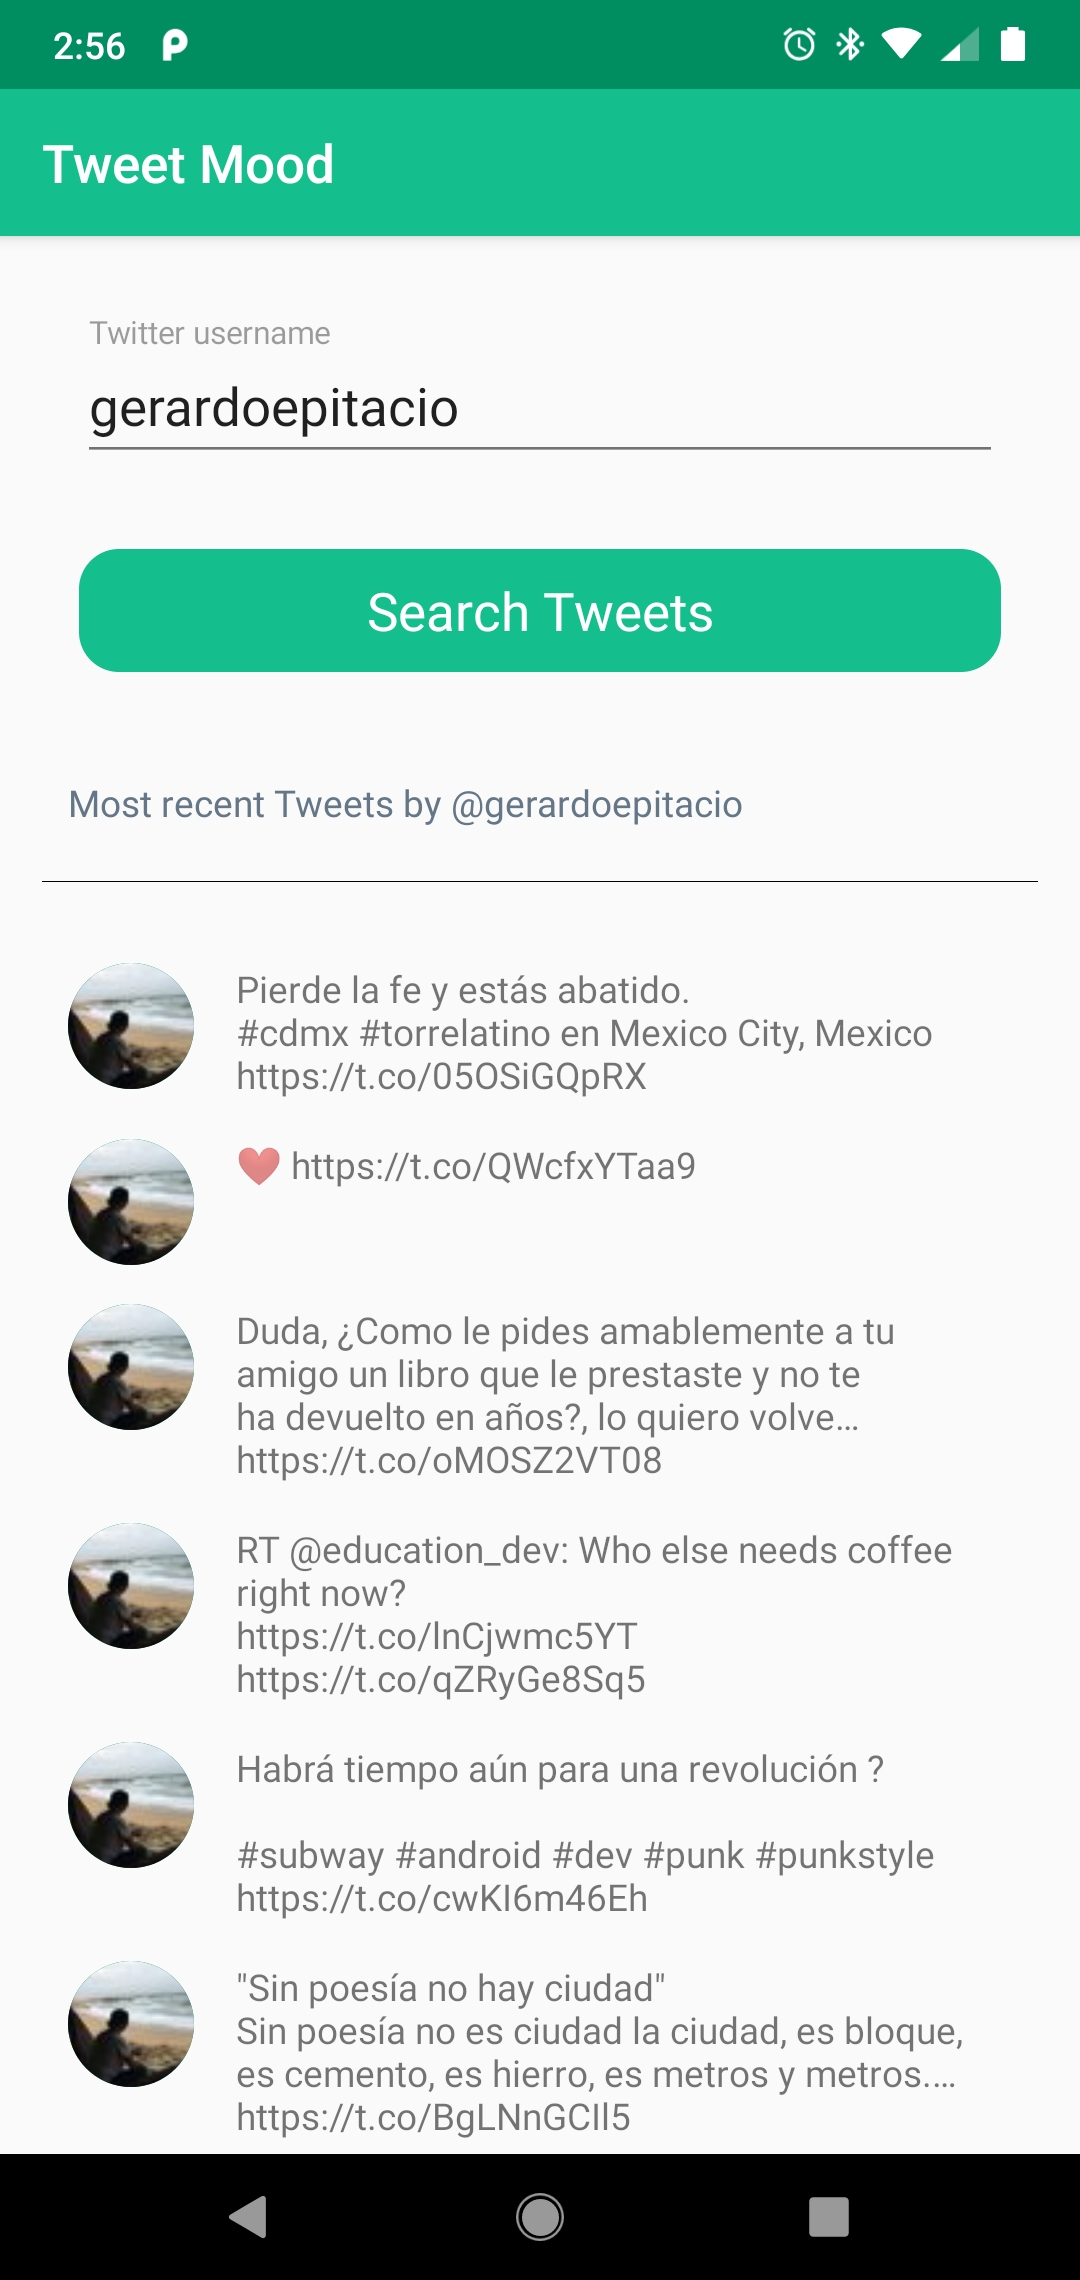 2:56
Tweet Mood
Twitter username
gerardoepitacio
Search Tweets
Most recent Tweets by @gerardoepitacio
Pierde la fe y estás abatido.
#cdmx #torrelatino en Mexico City, Mexico
https://t.co/05OSiGQpRX
❤️ https://t.co/QWcfxYTaa9
Duda, ¿Como le pides amablemente a tu
amigo un libro que le prestaste y no te
ha devuelto en años?, lo quiero volve…
https://t.co/oMOSZ2VT08
RT @education_dev: Who else needs coffee
right now?
https://t.co/lnCjwmc5YT
https://t.co/qZRyGe8Sq5
Habrá tiempo aún para una revolución ?
#subway #android #dev #punk #punkstyle
https://t.co/cwKI6m46Eh
"Sin poesía no hay ciudad"
Sin poesía no es ciudad la ciudad, es bloque,
es cemento, es hierro, es metros y metros.…
https://t.co/BgLNnGCIl5